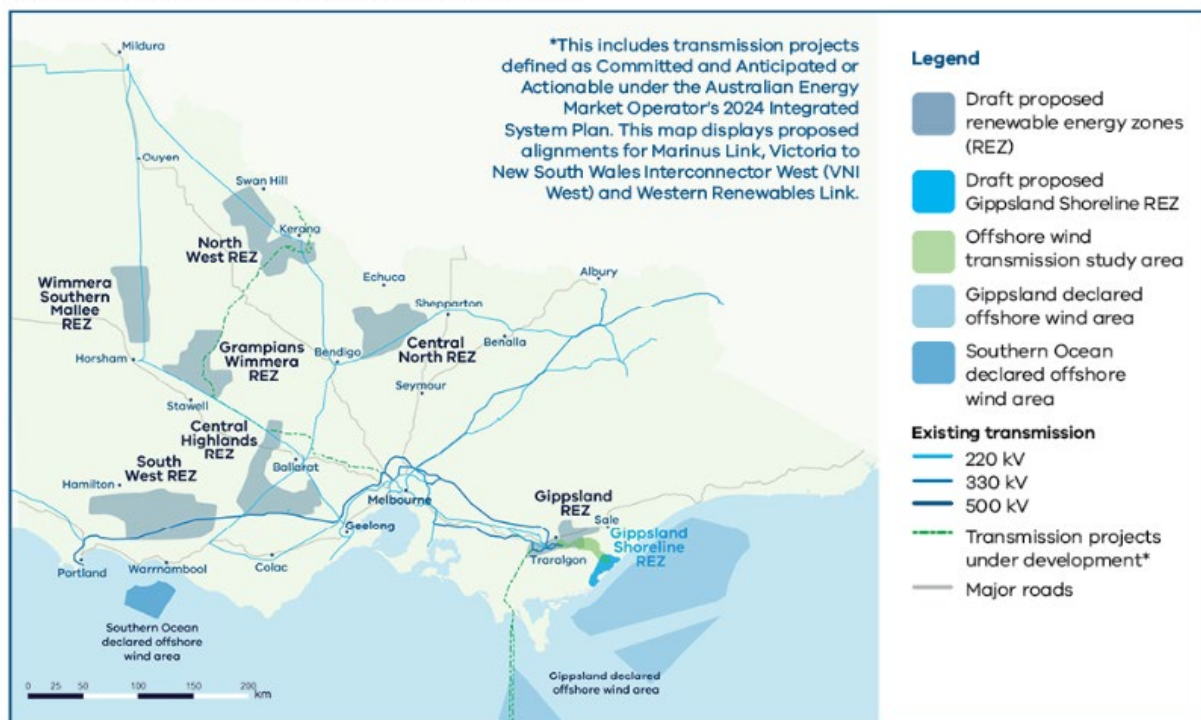 *This includes transmission projects
defined as Committed and Anticipated or
Actionable under the Australian Energy
Market Operator's 2024 Integrated
System Plan. This map displays proposed
alignments for Marinus Link, Victoria to
New South Wales Interconnector West (VNI
West) and Western Renewables Link.
Mildura
Ouyen
Swan Hill
North
West REZ
Kerang
Wimmera
Southern
Mallee
REZ
Echuca
Albury
Shepparton
Horsham
Grampians
Wimmera
REZ
Bendigo
Central
North REZ
Benalla
Seymour
Stawell
Central
Highlands
REZ
South
West REZ
Ballarat
Hamilton
Melbourne
Gippsland
REZ
Sale
Geelong
Gippsland
Shoreline
REZ
Traralgon
Portland
Warrnambool
Colac
Southern Ocean
declared offshore
wind area
Gippsland declared
offshore wind area
0 25 50 100 150 200
km
Legend
Draft proposed
renewable energy zones
(REZ)
Draft proposed
Gippsland Shoreline REZ
Offshore wind
transmission study area
Gippsland declared
offshore wind area
Southern Ocean
declared offshore
wind area
Existing transmission
220 kV
330 kV
500 kV
Transmission projects
under development*
Major roads